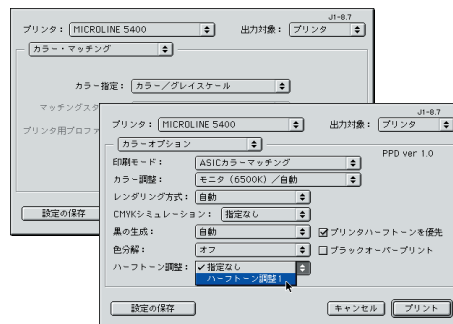 J1-8.7
プリンタ： MICROLINE 5400 出力対象： プリンタ
カラー・マッチング
カラー指定： カラー／グレイスケール
マッチングスタ
プリンタ用プロファ
設定の保存
J1-8.7
プリンタ： MICROLINE 5400 出力対象： プリンタ
カラーオプション
PPD ver 1.0
印刷モード： ASICカラーマッチング
カラー調整： モニタ（6500K）／自動
レンダリング方式： 自動
CMYKシミュレーション： 指定なし
黒の生成： 自動 プリンタハーフトーンを優先
色分解： オフ ブラックオーバープリント
ハーフトーン調整： ✓指定なし
ハーフトーン調整1
設定の保存 キャンセル プリント